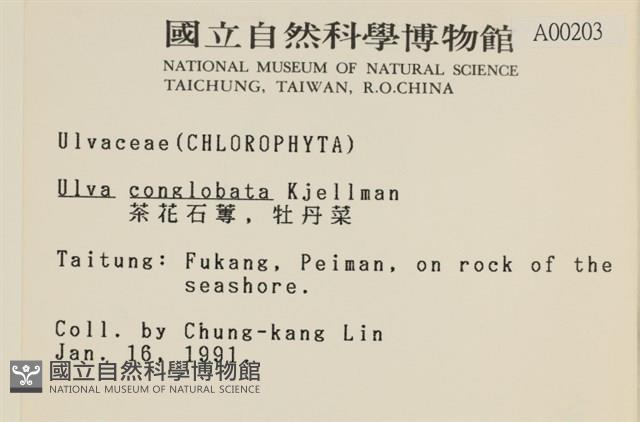 國立自然科學博物館 A00203
NATIONAL MUSEUM OF NATURAL SCIENCE
TAICHUNG, TAIWAN, R.O.CHINA
Ulvaceae(CHLOROPHYTA)
Ulva conglobata Kjellman
茶花石蓴, 牡丹菜
Taitung: Fukang, Peiman, on rock of the
seashore.
Coll. by Chung-kang Lin
Jan. 16, 1991.
國立自然科學博物館
NATIONAL MUSEUM OF NATURAL SCIENCE